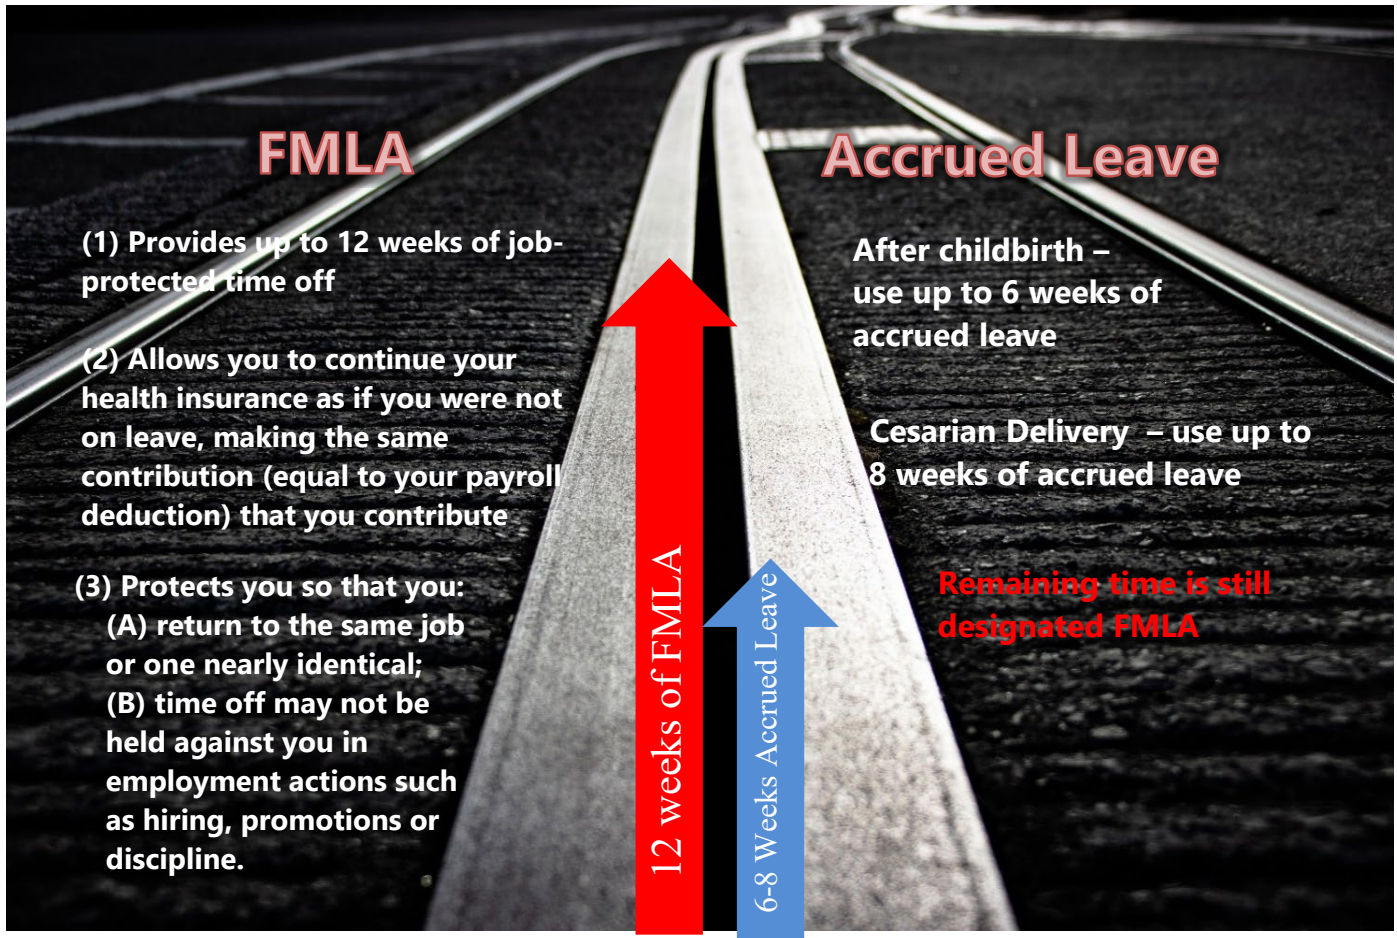 FMLA
(1) Provides up to 12 weeks of job-
protected time off
(2) Allows you to continue your
health insurance as if you were not
on leave, making the same
contribution (equal to your payroll
deduction) that you contribute
(3) Protects you so that you:
(A) return to the same job
or one nearly identical;
(B) time off may not be
held against you in
employment actions such
as hiring, promotions or
discipline.
12 weeks of FMLA
6-8 Weeks Accrued Leave
Accrued Leave
After childbirth –
use up to 6 weeks of
accrued leave
Cesarian Delivery – use up to
8 weeks of accrued leave
Remaining time is still
designated FMLA